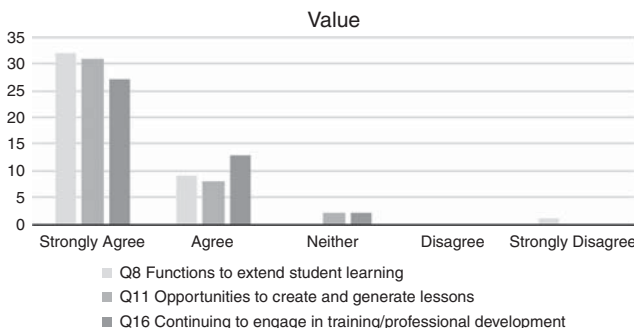 Value
35
30
25
20
15
10
5
0
Strongly Agree Agree Neither Disagree Strongly Disagree
Q8 Functions to extend student learning
Q11 Opportunities to create and generate lessons
Q16 Continuing to engage in training/professional development